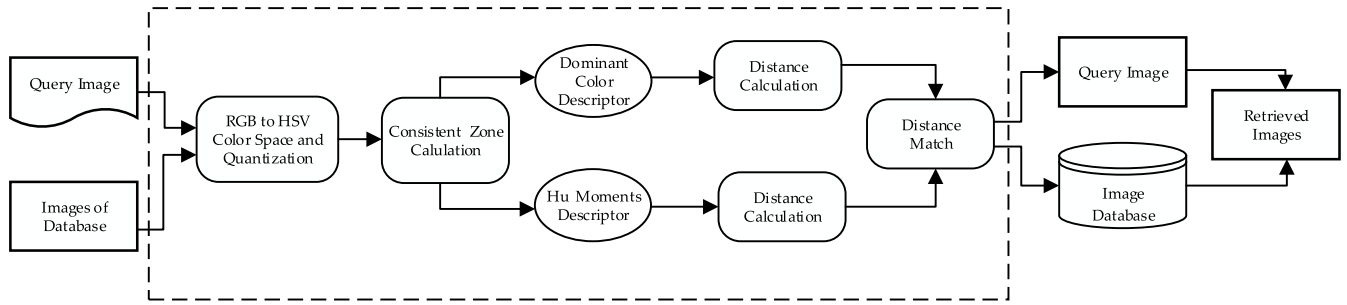 Query Image
Images of
Database
RGB to HSV
Color Space and
Quantization
Consistent Zone
Calulation
Dominant
Color
Descriptor
Hu Moments
Descriptor
Distance
Calculation
Distance
Calculation
Distance
Match
Query Image
Image
Database
Retrieved
Images